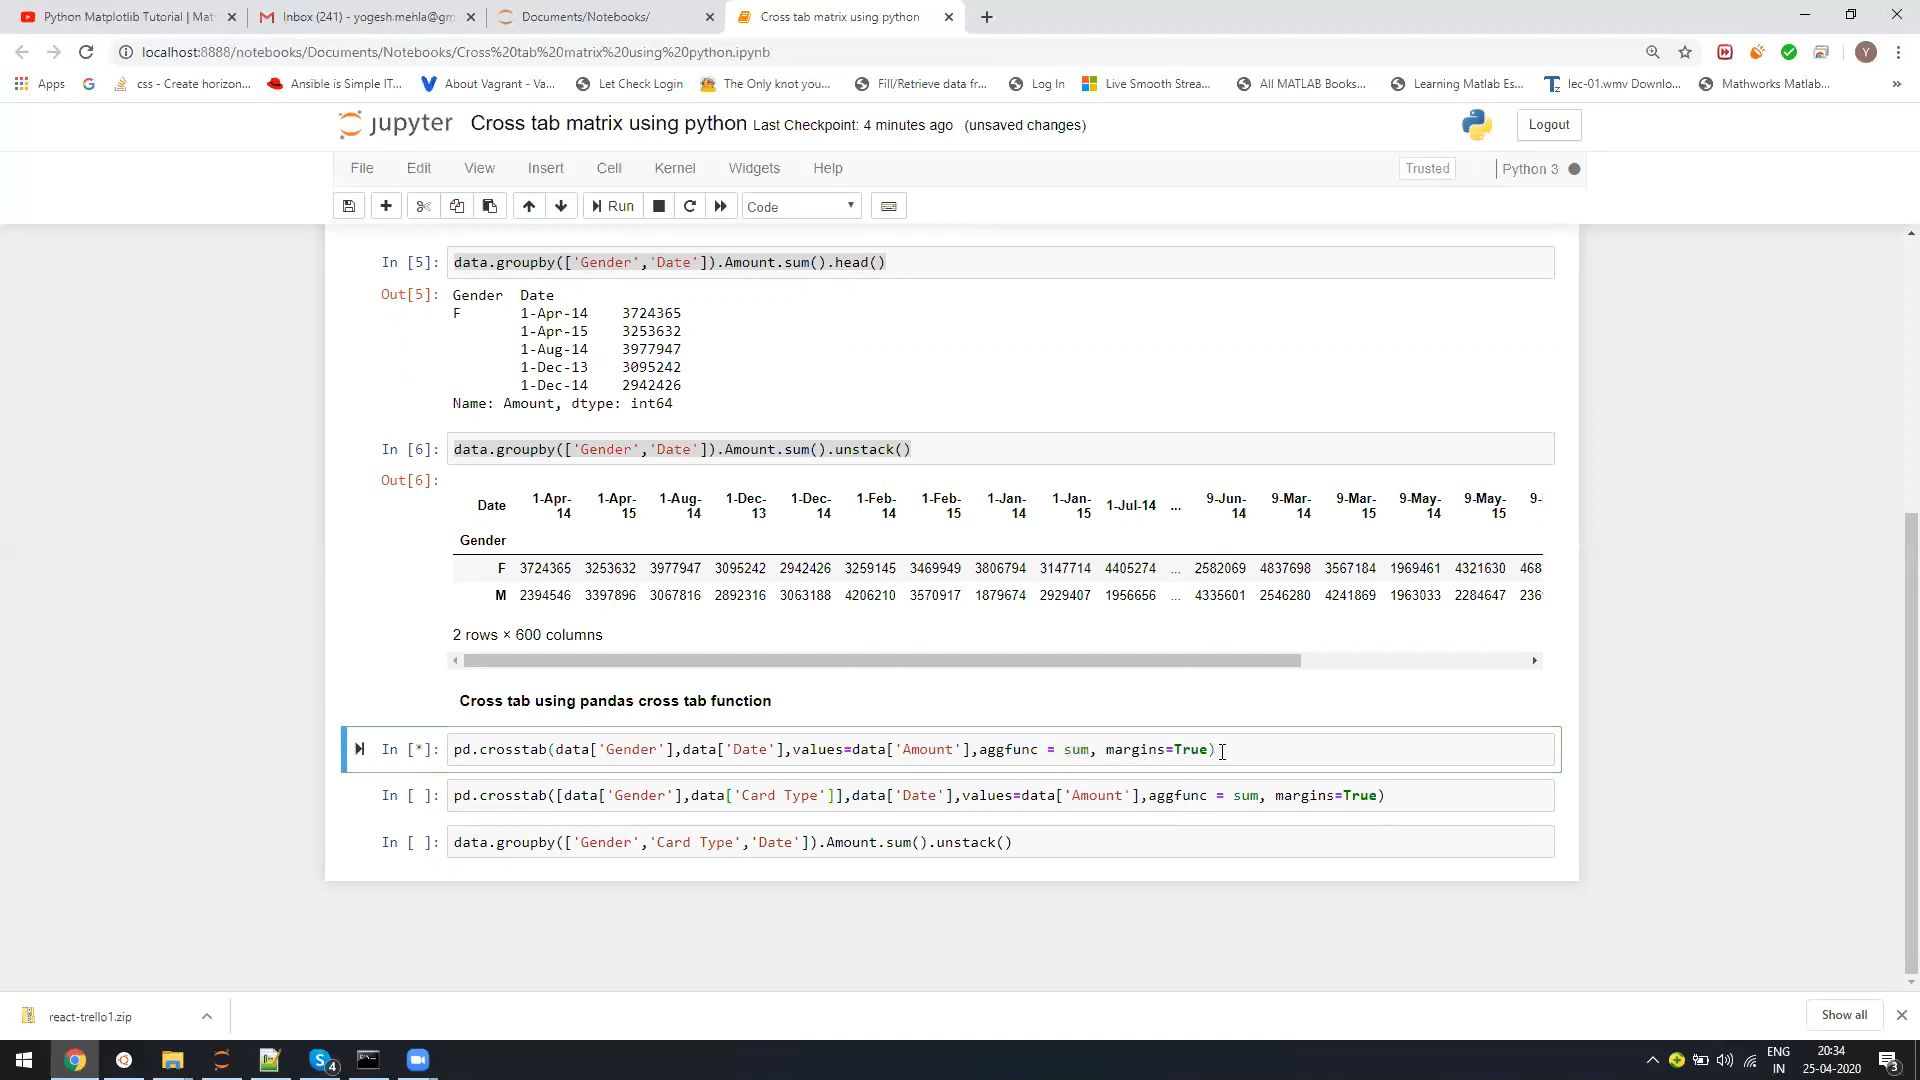 Python Matplotlib Tutorial | Mat
Inbox (241) - yogesh.mehla@gm
Documents/Notebooks/
Cross tab matrix using python
localhost:8888/notebooks/Documents/Notebooks/Cross%20tab%20matrix%20using%20python.ipynb
Y
Apps
css - Create horizon...
Ansible is Simple IT...
About Vagrant - Va...
Let Check Login
The Only knot you...
Fill/Retrieve data fr...
Log In
Live Smooth Strea...
All MATLAB Books...
Learning Matlab Es...
lec-01.wmv Downlo...
Mathworks Matlab...
»
jupyter Cross tab matrix using python Last Checkpoint: 4 minutes ago (unsaved changes)
Logout
File Edit View Insert Cell Kernel Widgets Help
Trusted
Python 3
Run
Code
In [5]: data.groupby(['Gender','Date']).Amount.sum().head()
Out[5]: Gender Date
F 1-Apr-14 3724365
1-Apr-15 3253632
1-Aug-14 3977947
1-Dec-13 3095242
1-Dec-14 2942426
Name: Amount, dtype: int64
In [6]: data.groupby(['Gender','Date']).Amount.sum().unstack()
Out[6]:
Date 1-Apr-14 1-Apr-15 1-Aug-14 1-Dec-13 1-Dec-14 1-Feb-14 1-Feb-15 1-Jan-14 1-Jan-15 1-Jul-14 ... 9-Jun-14 9-Mar-14 9-Mar-15 9-May-14 9-May-15 9-
Gender
F 3724365 3253632 3977947 3095242 2942426 3259145 3469949 3806794 3147714 4405274 ... 2582069 4837698 3567184 1969461 4321630 468
M 2394546 3397896 3067816 2892316 3063188 4206210 3570917 1879674 2929407 1956656 ... 4335601 2546280 4241869 1963033 2284647 236
2 rows × 600 columns
Cross tab using pandas cross tab function
In [*]: pd.crosstab(data['Gender'],data['Date'],values=data['Amount'],aggfunc = sum, margins=True)
In [ ]: pd.crosstab([data['Gender'],data['Card Type']],data['Date'],values=data['Amount'],aggfunc = sum, margins=True)
In [ ]: data.groupby(['Gender','Card Type','Date']).Amount.sum().unstack()
react-trello1.zip
Show all
4
ENG
IN
20:34
25-04-2020
3